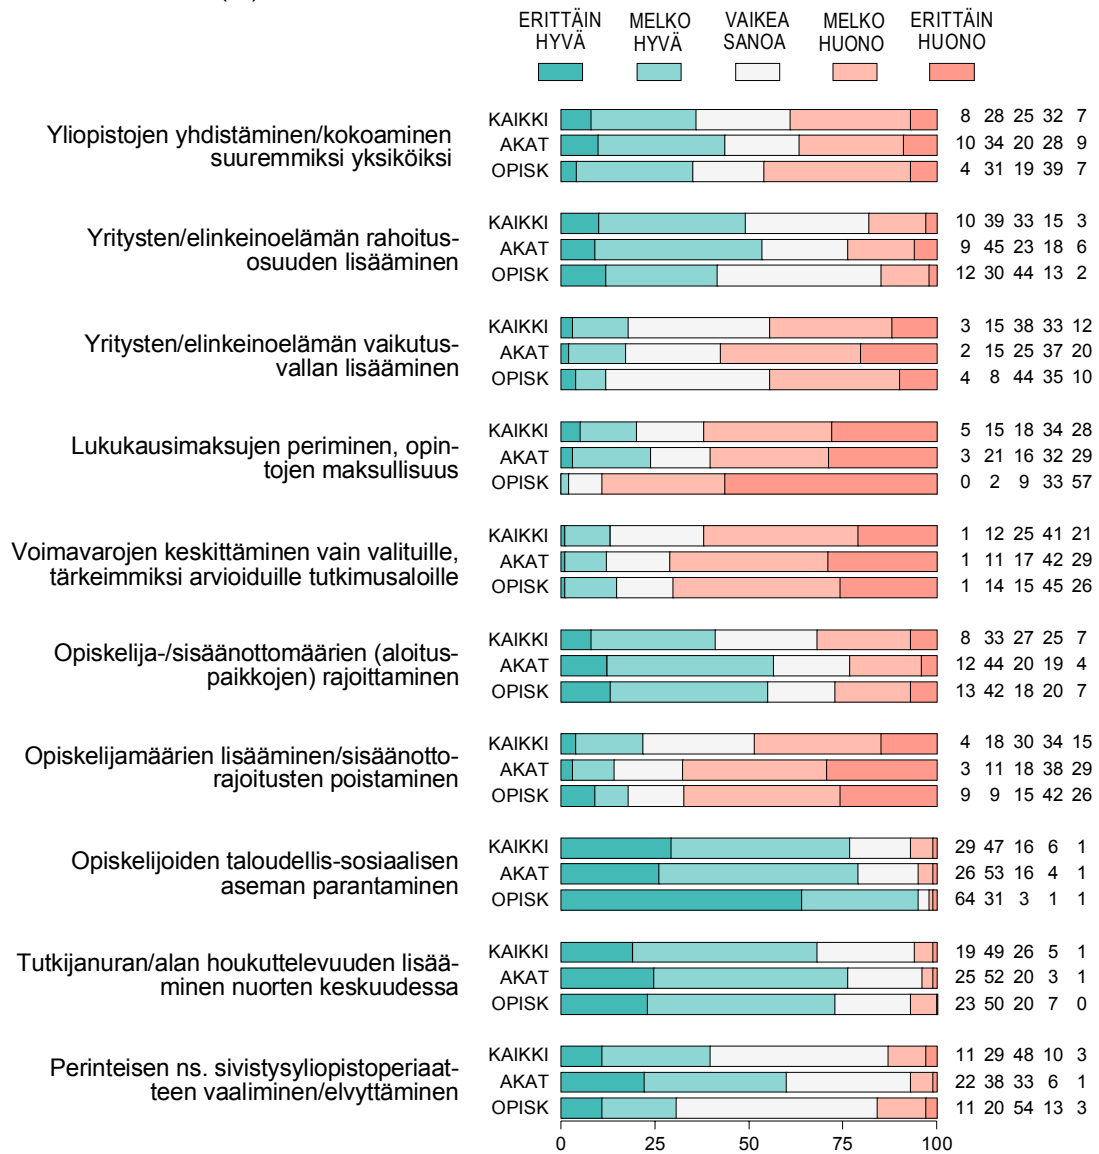 ERITTÄIN HYVÄ
MELKO HYVÄ
VAIKEA SANOA
MELKO HUONO
ERITTÄIN HUONO
Yliopistojen yhdistäminen/kokoaminen
suuremmiksi yksiköiksi
KAIKKI 8 28 25 32 7
AKAT 10 34 20 28 9
OPISK 4 31 19 39 7
Yritysten/elinkeinoelämän rahoitus-
osuuden lisääminen
KAIKKI 10 39 33 15 3
AKAT 9 45 23 18 6
OPISK 12 30 44 13 2
Yritysten/elinkeinoelämän vaikutus-
vallan lisääminen
KAIKKI 3 15 38 33 12
AKAT 2 15 25 37 20
OPISK 4 8 44 35 10
Lukukausimaksujen periminen, opin-
tojen maksullisuus
KAIKKI 5 15 18 34 28
AKAT 3 21 16 32 29
OPISK 0 2 9 33 57
Voimavarojen keskittäminen vain valituille,
tärkeimmiksi arvioiduille tutkimusaloille
KAIKKI 1 12 25 41 21
AKAT 1 11 17 42 29
OPISK 1 14 15 45 26
Opiskelija-/sisäänottomäärien (aloitus-
paikkojen) rajoittaminen
KAIKKI 8 33 27 25 7
AKAT 12 44 20 19 4
OPISK 13 42 18 20 7
Opiskelijamäärien lisääminen/sisäänotto-
rajoitusten poistaminen
KAIKKI 4 18 30 34 15
AKAT 3 11 18 38 29
OPISK 9 9 15 42 26
Opiskelijoiden taloudellis-sosiaalisen
aseman parantaminen
KAIKKI 29 47 16 6 1
AKAT 26 53 16 4 1
OPISK 64 31 3 1 1
Tutkijanuran/alan houkuttelevuuden lisää-
minen nuorten keskuudessa
KAIKKI 19 49 26 5 1
AKAT 25 52 20 3 1
OPISK 23 50 20 7 0
Perinteisen ns. sivistysyliopistoperiaat-
teen vaaliminen/elvyttäminen
KAIKKI 11 29 48 10 3
AKAT 22 38 33 6 1
OPISK 11 20 54 13 3
0 25 50 75 100